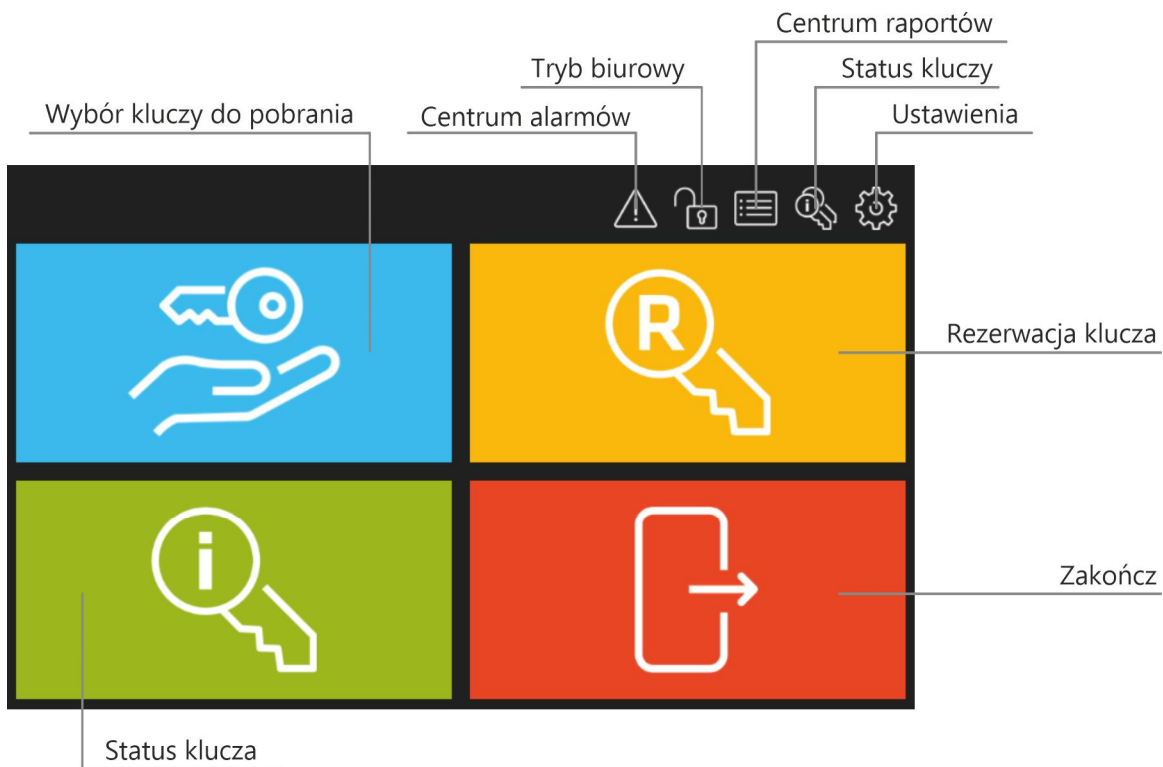 Centrum raportów
Tryb biurowy
Status kluczy
Wybór kluczy do pobrania
Centrum alarmów
Ustawienia
R
Rezerwacja klucza
i
Zakończ
Status klucza